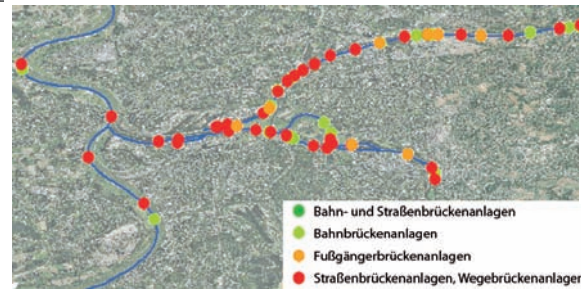 Bahn- und Straßenbrückenanlagen
Bahnbrückenanlagen
Fußgängerbrückenanlagen
Straßenbrückenanlagen, Wegebrückenanlagen